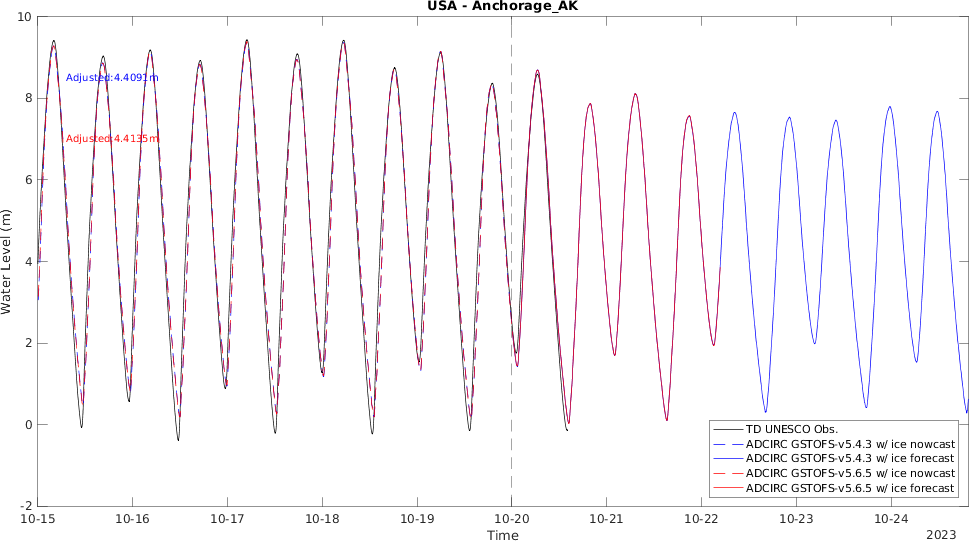 USA - Anchorage_AK
10
8
6
4
2
0
-2
Water Level (m)
Adjusted:4.4091m
Adjusted:4.4135m
TD UNESCO Obs.
ADCIRC GSTOFS-v5.4.3 w/ ice nowcast
ADCIRC GSTOFS-v5.4.3 w/ ice forecast
ADCIRC GSTOFS-v5.6.5 w/ ice nowcast
ADCIRC GSTOFS-v5.6.5 w/ ice forecast
10-15 10-16 10-17 10-18 10-19 10-20 10-21 10-22 10-23 10-24
Time
2023